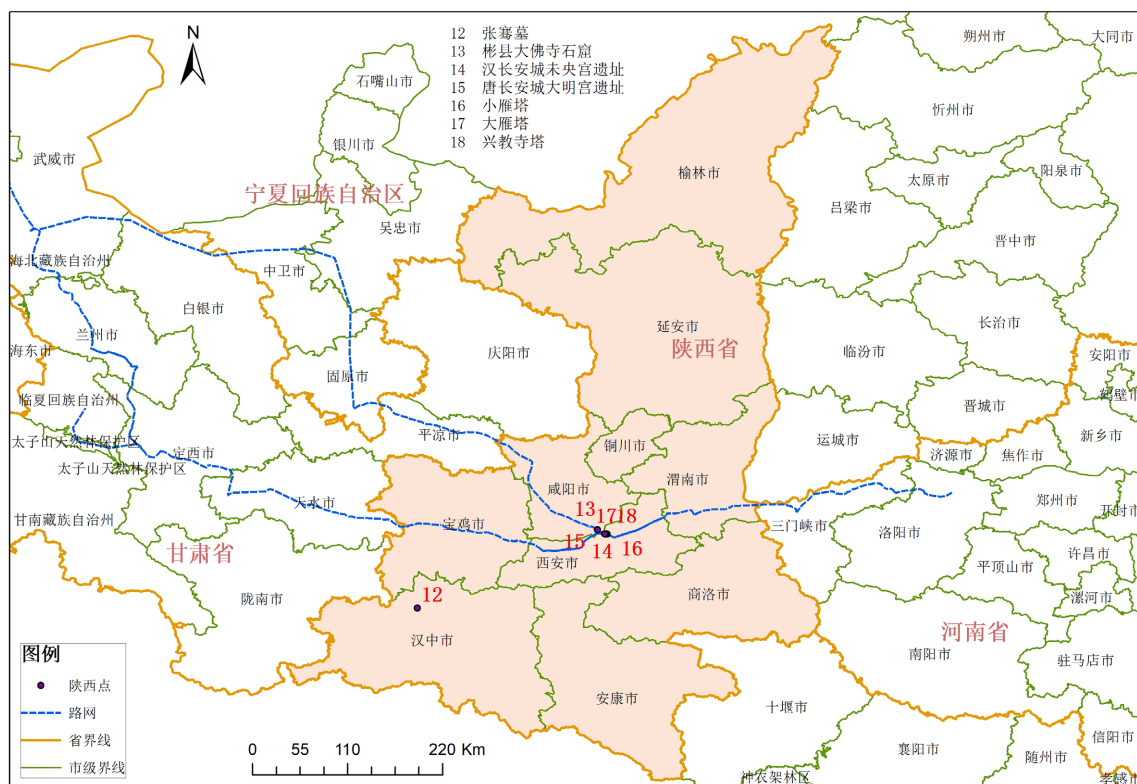 N
12 张骞墓
13 彬县大佛寺石窟
14 汉长安城未央宫遗址
15 唐长安城大明宫遗址
16 小雁塔
17 大雁塔
18 兴教寺塔
朔州市
大同市
石嘴山市
忻州市
银川市
武威市
阳泉市
榆林市
太原市
宁夏回族自治区
吕梁市
吴忠市
晋中市
海北藏族自治州
中卫市
白银市
长治市
延安市
兰州市
陕西省
临汾市
海东市
庆阳市
安阳市
固原市
鹤壁市
临夏回族自治州
晋城市
平凉市
新乡市
太子山天然林保护区
铜川市
运城市
定西市
济源市
焦作市
太子山天然林保护区
渭南市
咸阳市
天水市
郑州市
开封市
13
17
18
甘南藏族自治州
宝鸡市
三门峡市
洛阳市
15
14
16
甘肃省
许昌市
西安市
平顶山市
12
商洛市
漯河市
陇南市
汉中市
河南省
南阳市
驻马店市
图例
陕西点
路网
省界线
市级界线
安康市
十堰市
信阳市
襄阳市
随州市
0 55 110 220 Km
神农架林区
孝感市